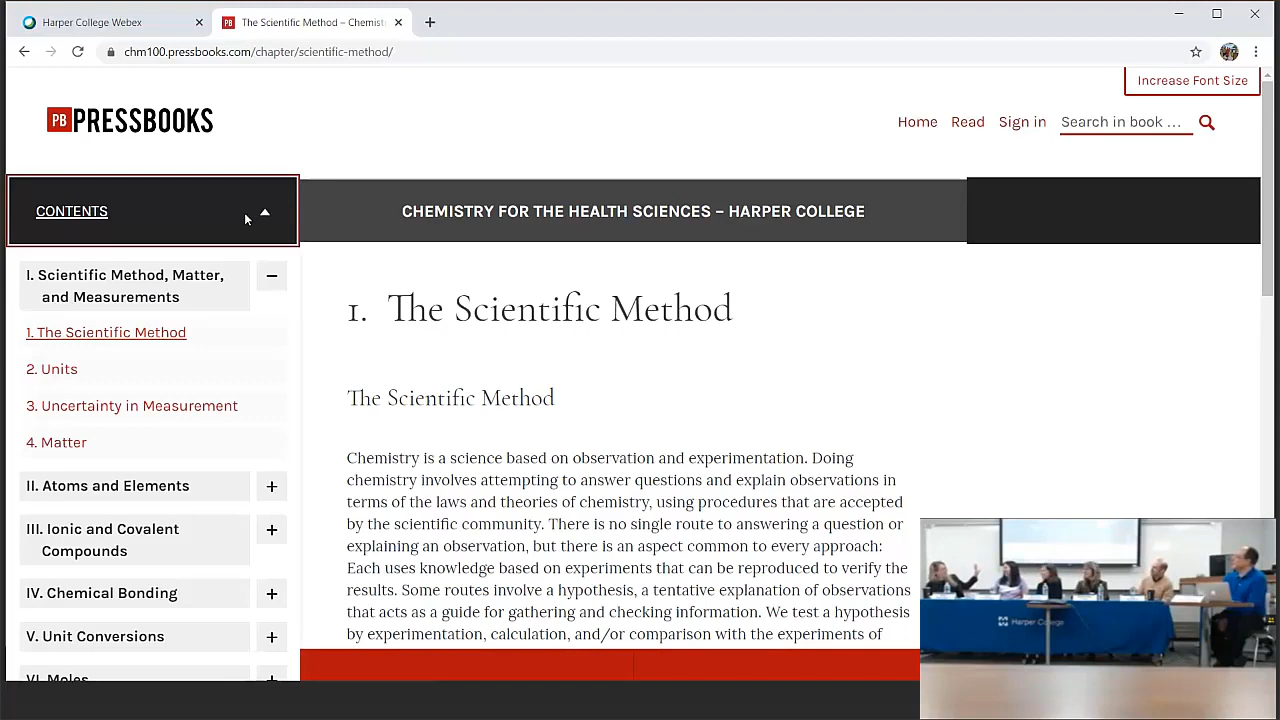 Harper College Webex
The Scientific Method – Chemist
chm100.pressbooks.com/chapter/scientific-method/
Increase Font Size
PB PRESSBOOKS
Home Read Sign in Search in book …
CONTENTS
CHEMISTRY FOR THE HEALTH SCIENCES – HARPER COLLEGE
I. Scientific Method, Matter,
and Measurements
1. The Scientific Method
2. Units
3. Uncertainty in Measurement
4. Matter
II. Atoms and Elements
III. Ionic and Covalent
Compounds
IV. Chemical Bonding
V. Unit Conversions
VI. Moles
1. The Scientific Method
The Scientific Method
Chemistry is a science based on observation and experimentation. Doing
chemistry involves attempting to answer questions and explain observations in
terms of the laws and theories of chemistry, using procedures that are accepted
by the scientific community. There is no single route to answering a question or
explaining an observation, but there is an aspect common to every approach:
Each uses knowledge based on experiments that can be reproduced to verify the
results. Some routes involve a hypothesis, a tentative explanation of observations
that acts as a guide for gathering and checking information. We test a hypothesis
by experimentation, calculation, and/or comparison with the experiments of
Harper College